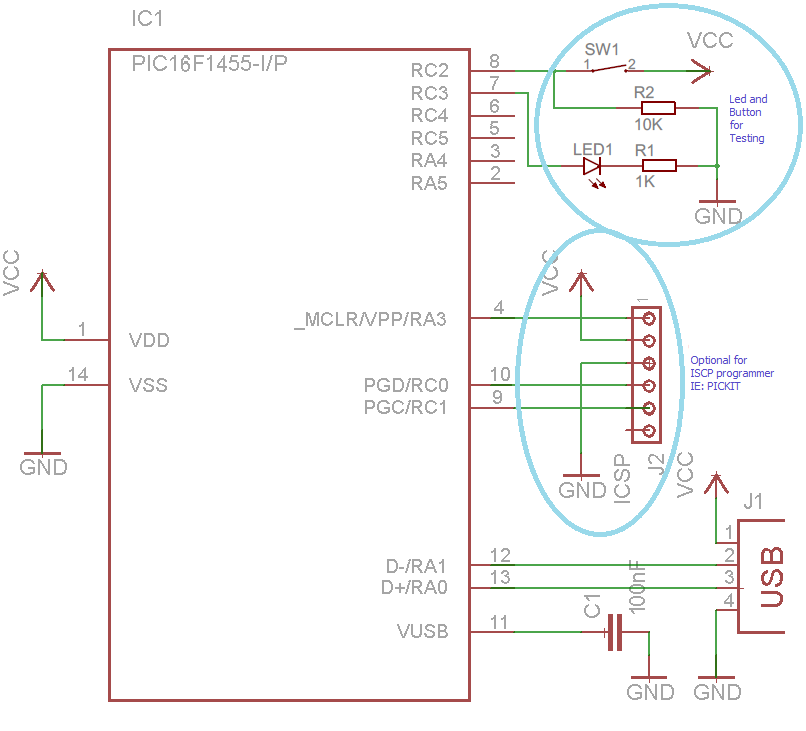 IC1
PIC16F1455-I/P
RC2 8
RC3 7
RC4 6
RC5 5
RA4 3
RA5 2
SW1
1 2
VCC
R2
10K
LED1 R1
1K
GND
Led and
Button
for
Testing
VCC
1 VDD
14 VSS
GND
_MCLR/VPP/RA3 4
PGD/RC0 10
PGC/RC1 9
VCC
1
GND
ICSP
J2
Optional for
ISCP programmer
IE: PICKIT
D-/RA1 12
D+/RA0 13
VUSB 11
C1
100nF
GND
VCC
J1
1
2
3
4
USB
GND